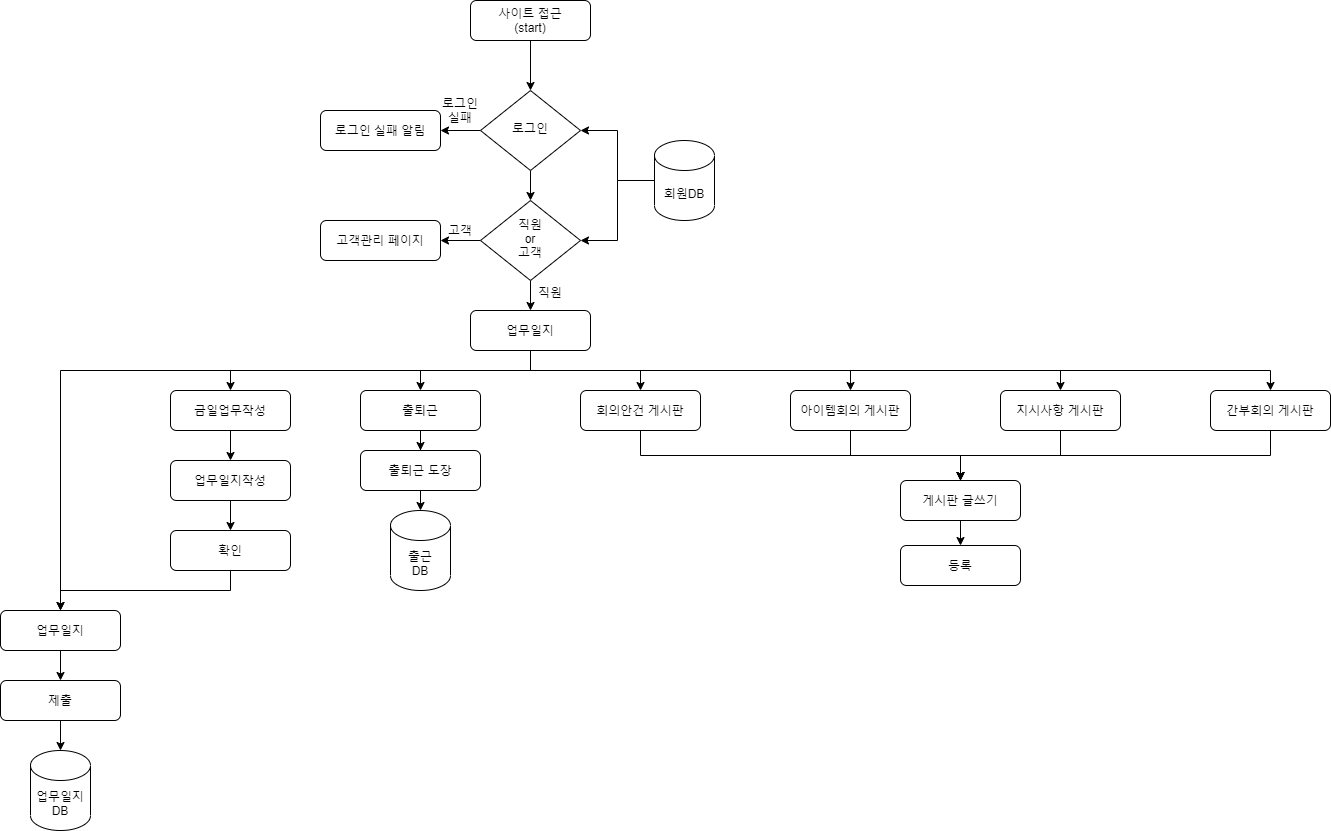 사이트 접근
(start)
로그인
실패
로그인 실패 알림
로그인
회원DB
고객관리 페이지
고객
직원
or
고객
직원
업무일지
금일업무작성
출퇴근
회의안건 게시판
아이템회의 게시판
지시사항 게시판
간부회의 게시판
업무일지작성
출퇴근 도장
게시판 글쓰기
확인
출근
DB
등록
업무일지
제출
업무일지
DB